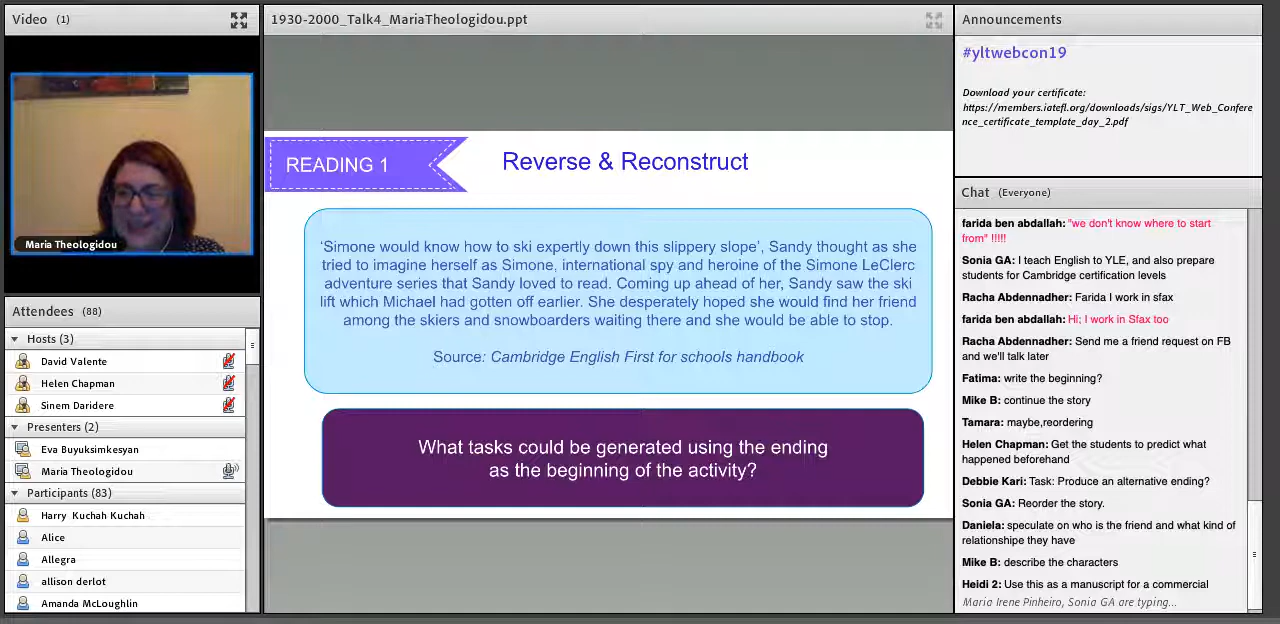 Video (1)
Maria Theologidou
Attendees (88)
Hosts (3)
David Valente
Helen Chapman
Sinem Daridere
Presenters (2)
Eva Buyuksimkesyan
Maria Theologidou
Participants (83)
Harry Kuchah Kuchah
Alice
Allegra
allison derlot
Amanda McLoughlin
1930-2000_Talk4_MariaTheologidou.ppt
READING 1
Reverse & Reconstruct
‘Simone would know how to ski expertly down this slippery slope’, Sandy thought as she
tried to imagine herself as Simone, international spy and heroine of the Simone LeClerc
adventure series that Sandy loved to read. Coming up ahead of her, Sandy saw the ski
lift which Michael had gotten off earlier. She desperately hoped she would find her friend
among the skiers and snowboarders waiting there and she would be able to stop.
Source: Cambridge English First for schools handbook
What tasks could be generated using the ending
as the beginning of the activity?
Announcements
#yltwebcon19
Download your certificate:
https://members.iatefl.org/downloads/sigs/YLT_Web_Confere
nce_certificate_template_day_2.pdf
Chat (Everyone)
farida ben abdallah: "we don't know where to start
from" !!!!!
Sonia GA: I teach English to YLE, and also prepare
students for Cambridge certification levels
Racha Abdennadher: Farida I work in sfax
farida ben abdallah: Hi; I work in Sfax too
Racha Abdennadher: Send me a friend request on FB
and we'll talk later
Fatima: write the beginning?
Mike B: continue the story
Tamara: maybe,reordering
Helen Chapman: Get the students to predict what
happened beforehand
Debbie Kari: Task: Produce an alternative ending?
Sonia GA: Reorder the story.
Daniela: speculate on who is the friend and what kind of
relationshipe they have
Mike B: describe the characters
Heidi 2: Use this as a manuscript for a commercial
Maria Irene Pinheiro, Sonia GA are typing...